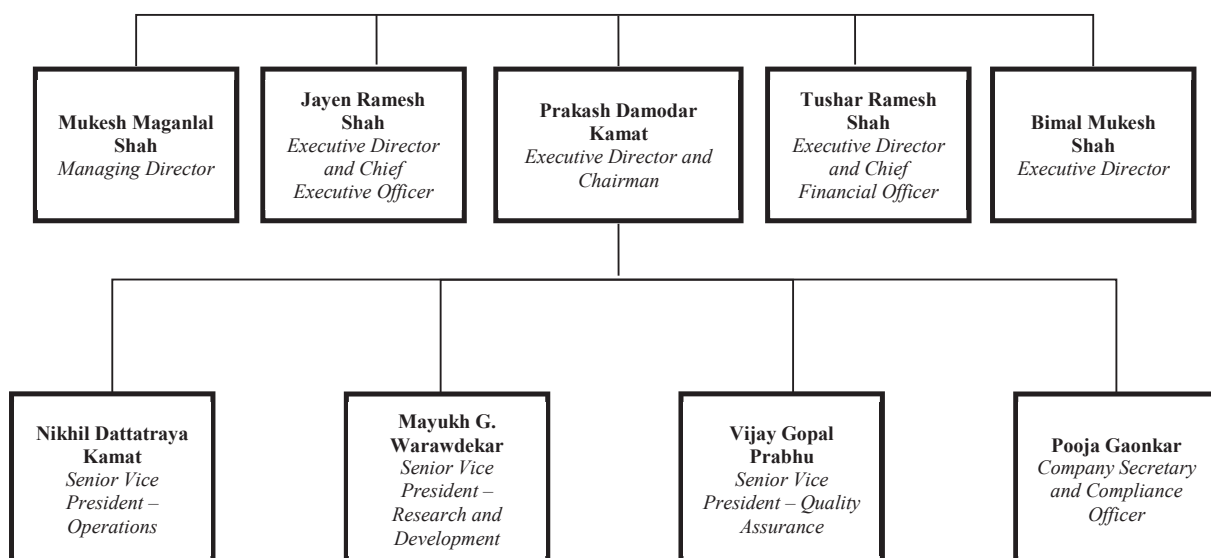 Mukesh Maganlal
Shah
Managing Director
Jayen Ramesh
Shah
Executive Director
and Chief
Executive Officer
Prakash Damodar
Kamat
Executive Director and
Chairman
Tushar Ramesh
Shah
Executive Director
and Chief
Financial Officer
Bimal Mukesh
Shah
Executive Director
Nikhil Dattatraya
Kamat
Senior Vice
President –
Operations
Mayukh G.
Warawdekar
Senior Vice
President –
Research and
Development
Vijay Gopal
Prabhu
Senior Vice
President – Quality
Assurance
Pooja Gaonkar
Company Secretary
and Compliance
Officer